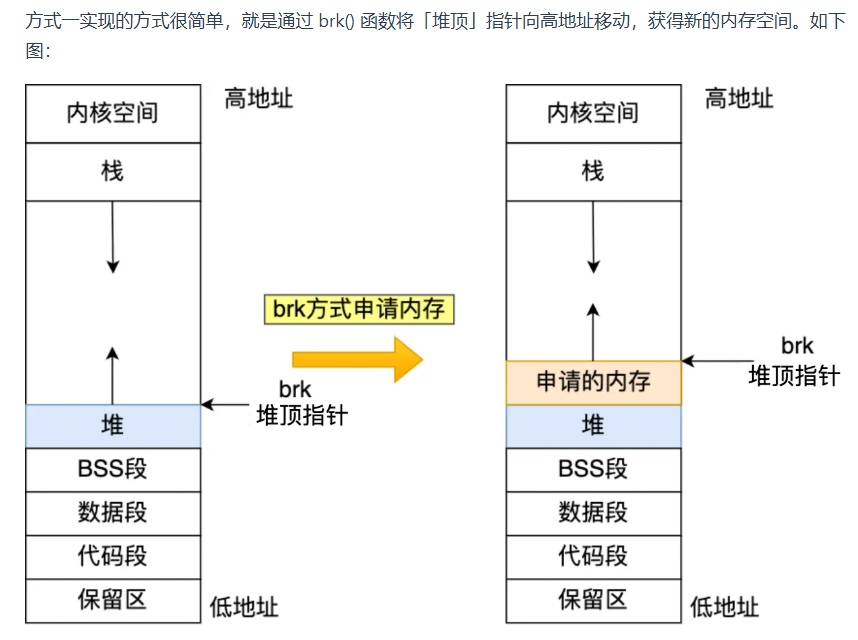 方式一实现的方式很简单，就是通过 brk() 函数将「堆顶」指针向高地址移动，获得新的内存空间。如下
图：
内核空间
高地址
栈
brk
堆顶指针
堆
BSS段
数据段
代码段
保留区
低地址
brk方式申请内存
内核空间
高地址
栈
brk
堆顶指针
申请的内存
堆
BSS段
数据段
代码段
保留区
低地址